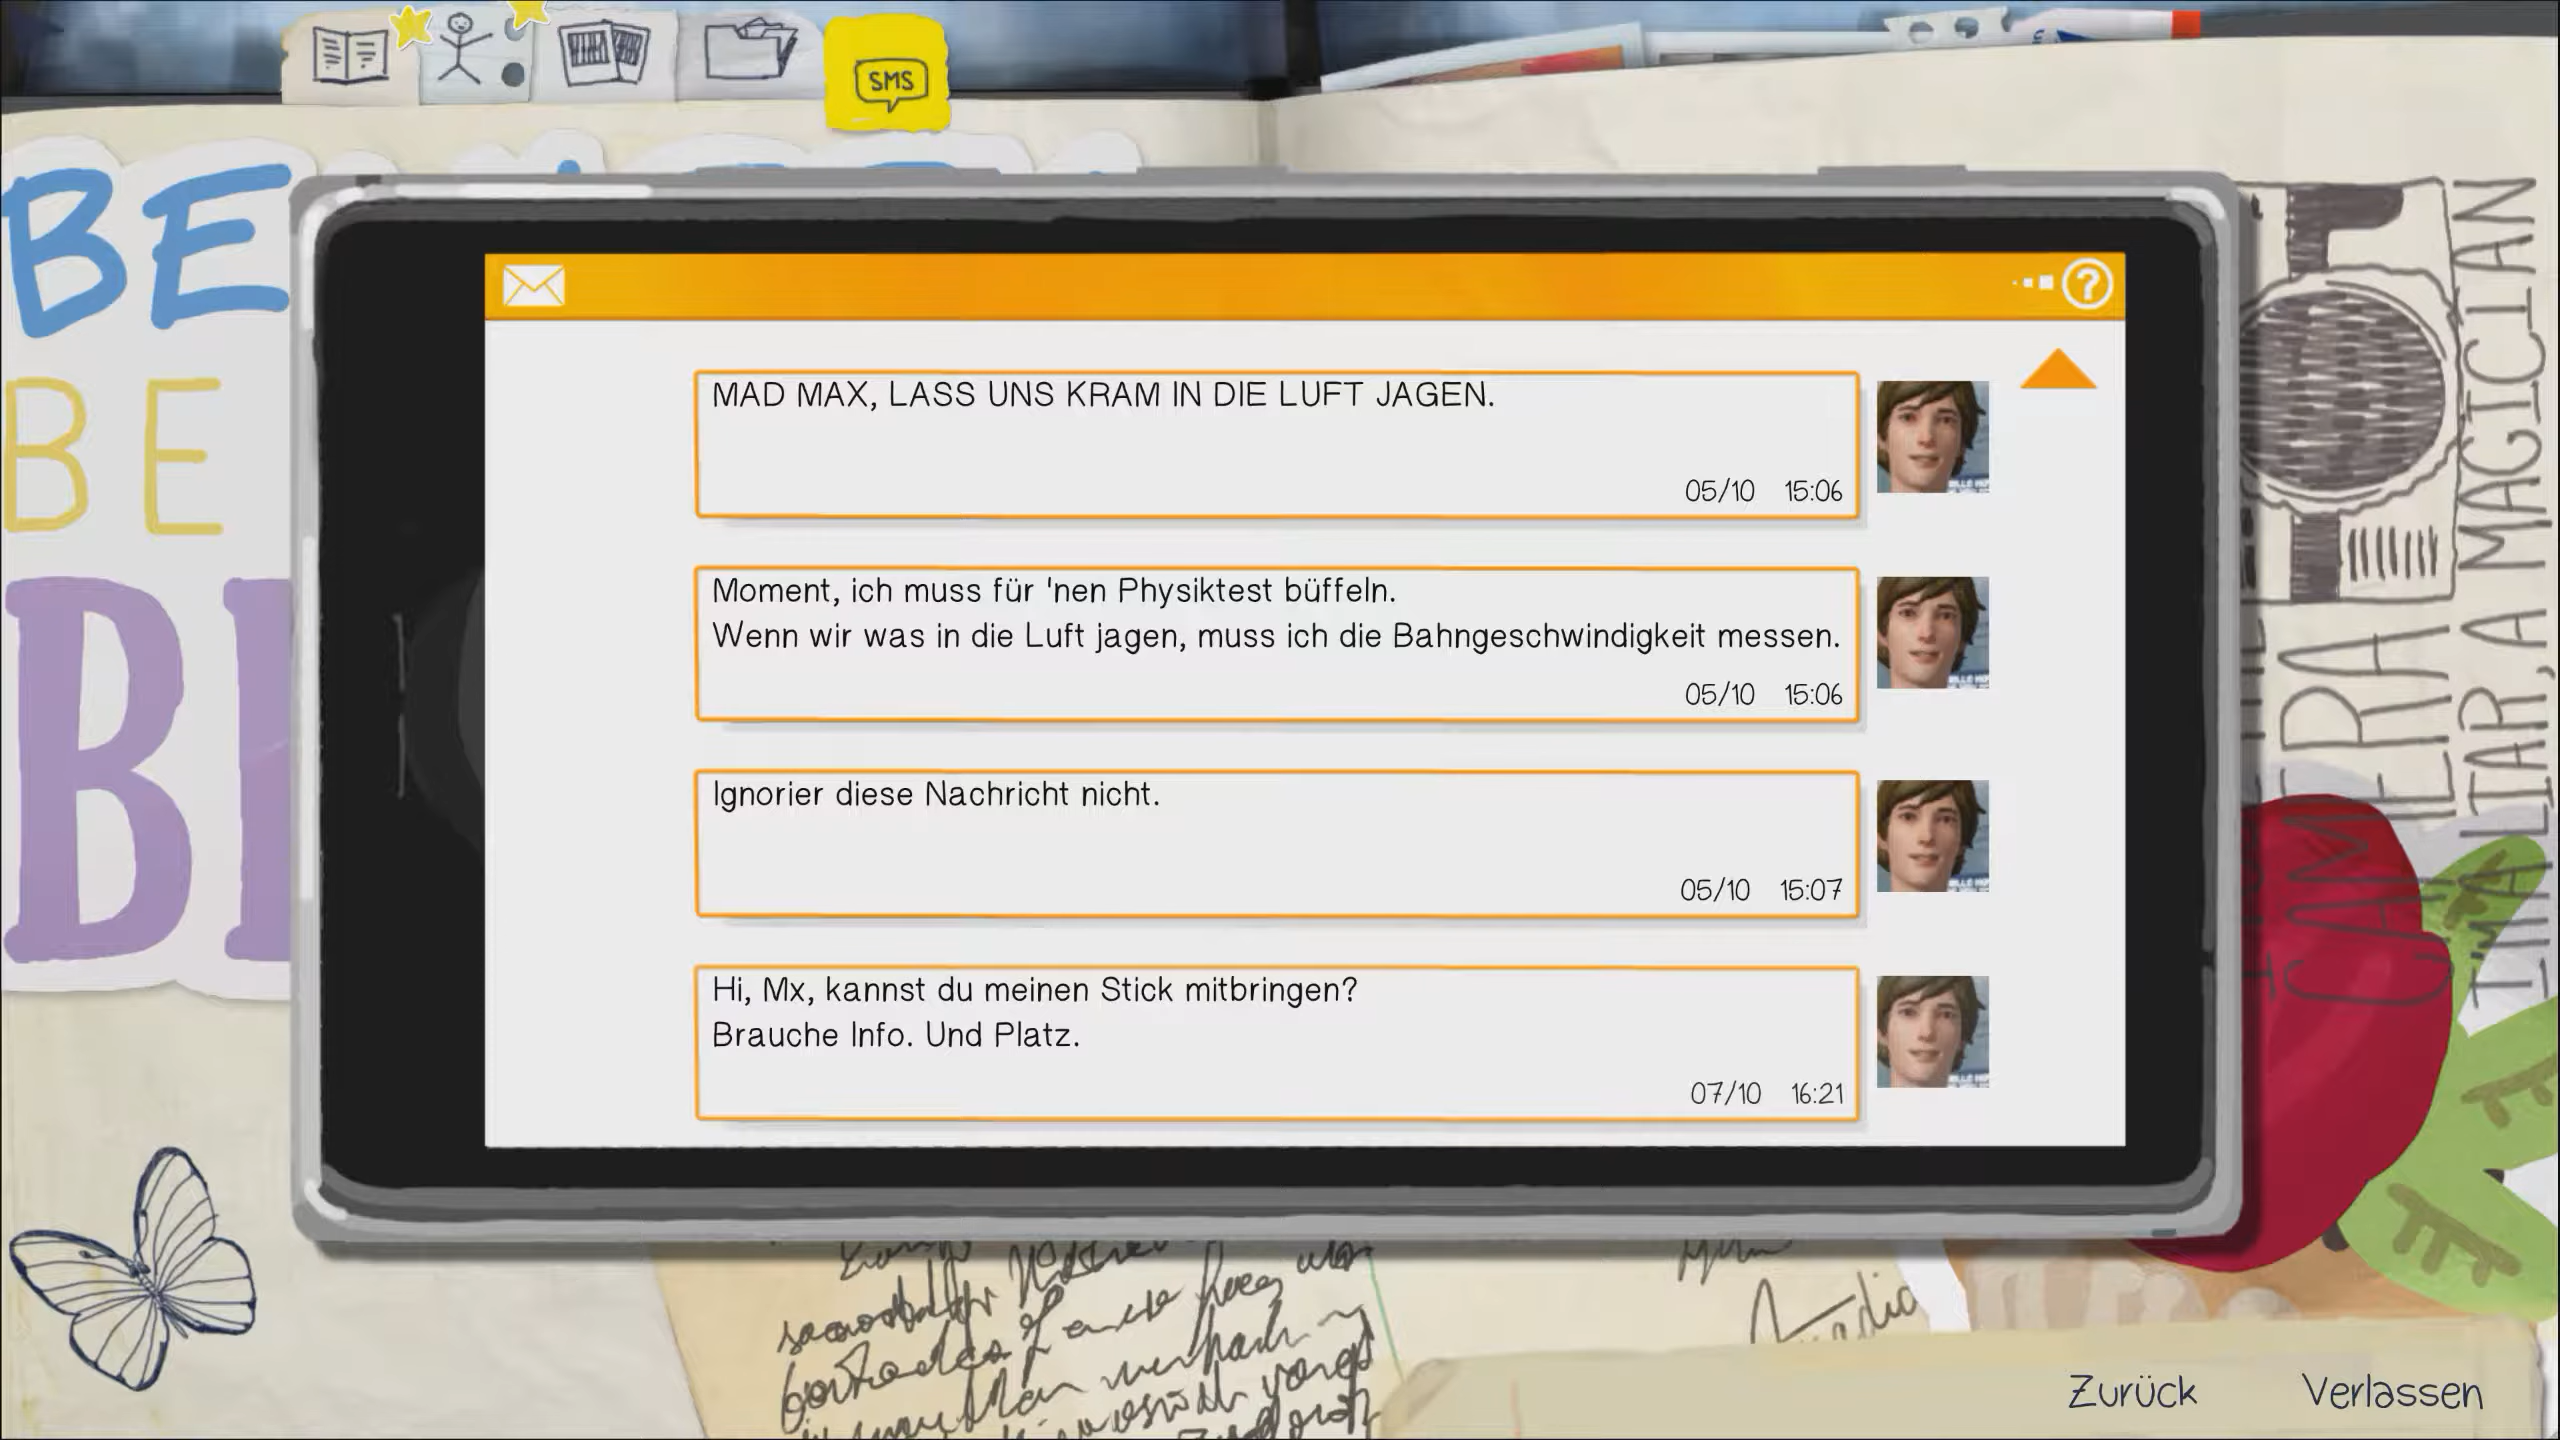 SMS
BE
BE
MAD MAX, LASS UNS KRAM IN DIE LUFT JAGEN.
05/10 15:06
Moment, ich muss für 'nen Physiktest büffeln.
Wenn wir was in die Luft jagen, muss ich die Bahngeschwindigkeit messen.
05/10 15:06
Ignorier diese Nachricht nicht.
05/10 15:07
Hi, Mx, kannst du meinen Stick mitbringen?
Brauche Info. Und Platz.
07/10 16:21
CAMERA
A MAGICIAN
Zurück
Verlassen